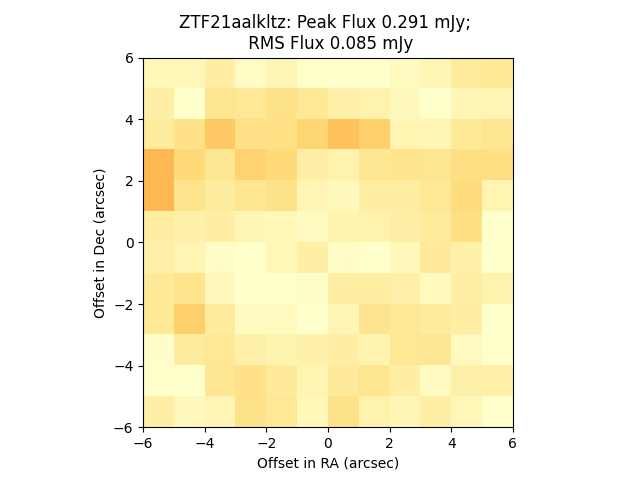 ZTF21aalkltz: Peak Flux 0.291 mJy;
RMS Flux 0.085 mJy
6
4
2
0
−2
−4
−6
Offset in Dec (arcsec)
−6 −4 −2 0 2 4 6
Offset in RA (arcsec)